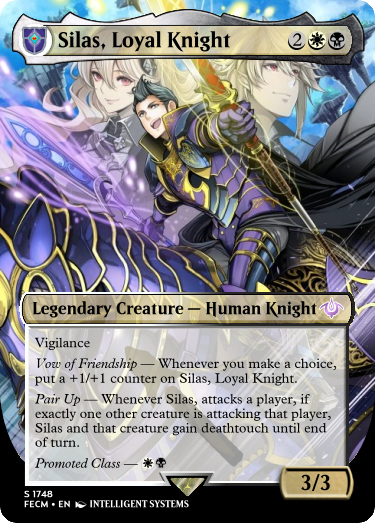 Silas, Loyal Knight 2
Legendary Creature — Human Knight
Vigilance
Vow of Friendship — Whenever you make a choice,
put a +1/+1 counter on Silas, Loyal Knight.
Pair Up — Whenever Silas, attacks a player, if
exactly one other creature is attacking that player,
Silas and that creature gain deathtouch until end
of turn.
Promoted Class —
3/3
S 1748
FECM • EN INTELLIGENT SYSTEMS